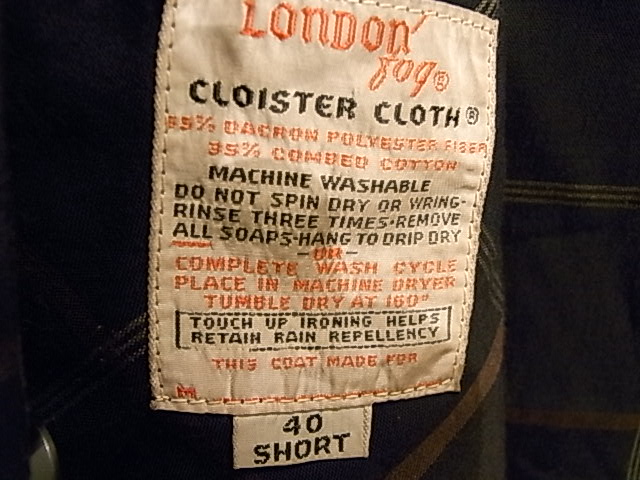 LONDON
fog®
CLOISTER CLOTH®
65% DACRON POLYESTER FIBER
35% COMBED COTTON
MACHINE WASHABLE
DO NOT SPIN DRY OR WRING-
RINSE THREE TIMES·REMOVE
ALL SOAPS-HANG TO DRIP DRY
-OR-
COMPLETE WASH CYCLE
PLACE IN MACHINE DRYER
TUMBLE DRY AT 160°
TOUCH UP IRONING HELPS
RETAIN RAIN REPELLENCY
THIS COAT MADE FOR
M
40
SHORT